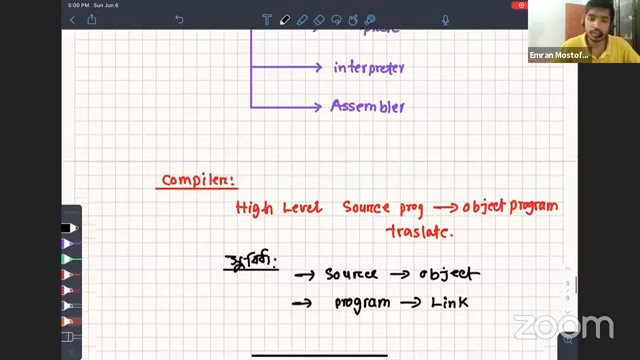 5:00 PM Sun Jun 6
Emran Mostof...
interpreter
Assembler
Compiler:
High Level Source prog → object program
Traslate.
→ Source → object
→ program → Link
zoom